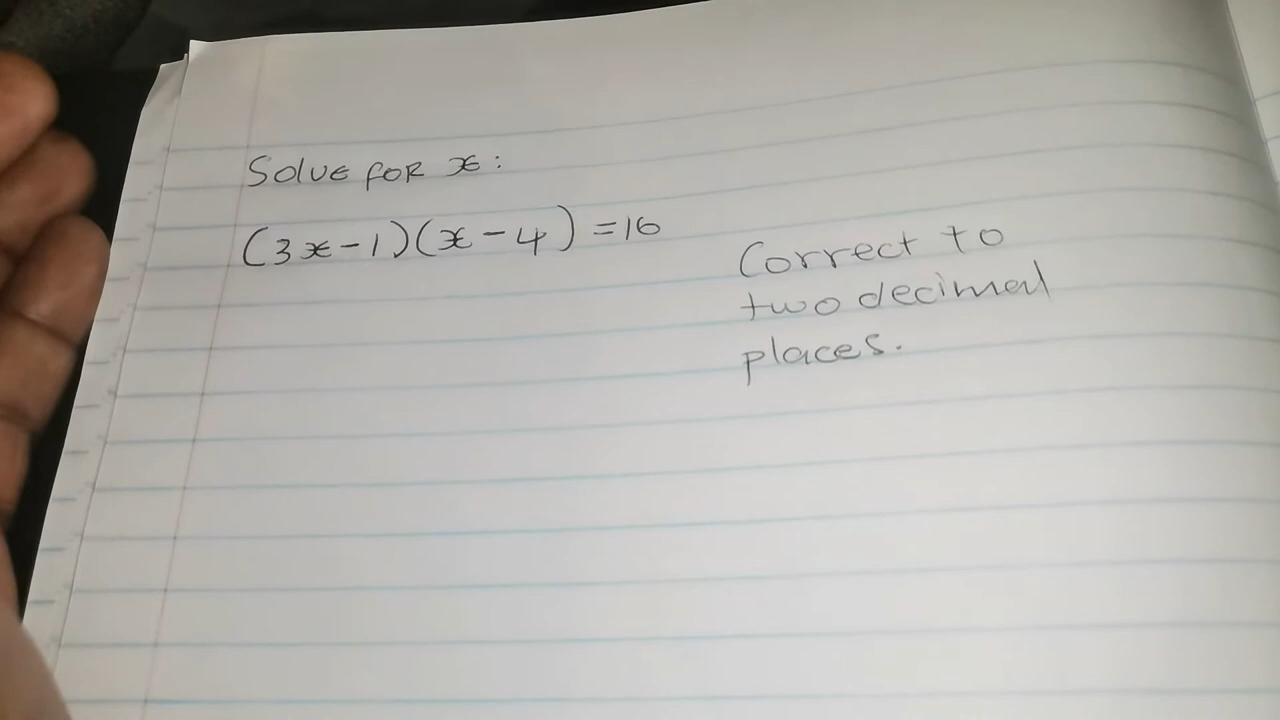 Solve for x:
(3x-1)(x-4)=16
Correct to
two decimal
places.